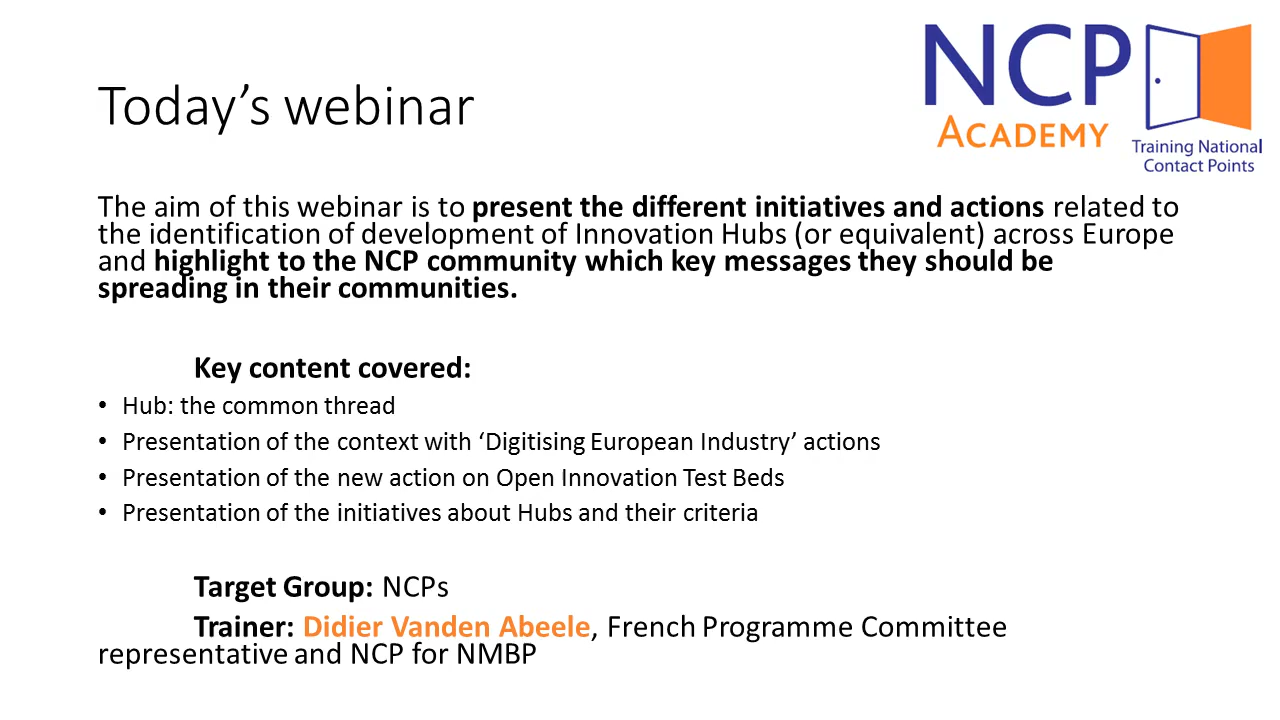 Today’s webinar
NCP
ACADEMY
Training National
Contact Points
The aim of this webinar is to present the different initiatives and actions related to
the identification of development of Innovation Hubs (or equivalent) across Europe
and highlight to the NCP community which key messages they should be
spreading in their communities.
Key content covered:
• Hub: the common thread
• Presentation of the context with ‘Digitising European Industry’ actions
• Presentation of the new action on Open Innovation Test Beds
• Presentation of the initiatives about Hubs and their criteria
Target Group: NCPs
Trainer: Didier Vanden Abeele, French Programme Committee
representative and NCP for NMBP